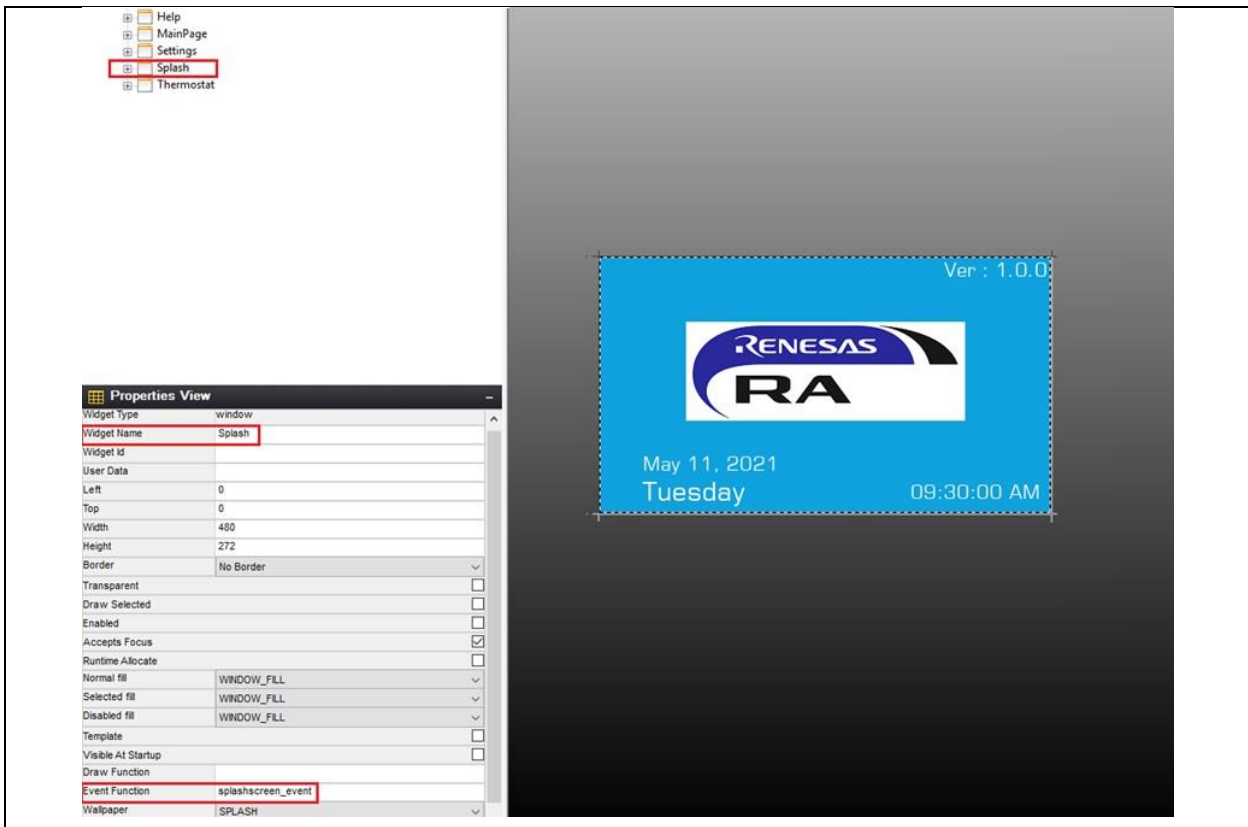 Help
MainPage
Settings
Splash
Thermostat
Properties View
Widget Type window
Widget Name Splash
Widget Id
User Data
Left 0
Top 0
Width 480
Height 272
Border No Border
Transparent
Draw Selected
Enabled
Accepts Focus
Runtime Allocate
Normal fill WINDOW_FILL
Selected fill WINDOW_FILL
Disabled fill WINDOW_FILL
Template
Visible At Startup
Draw Function
Event Function splashscreen_event
Wallpaper SPLASH
Ver : 1.0.0
RENESAS
RA
May 11, 2021
Tuesday 09:30:00 AM